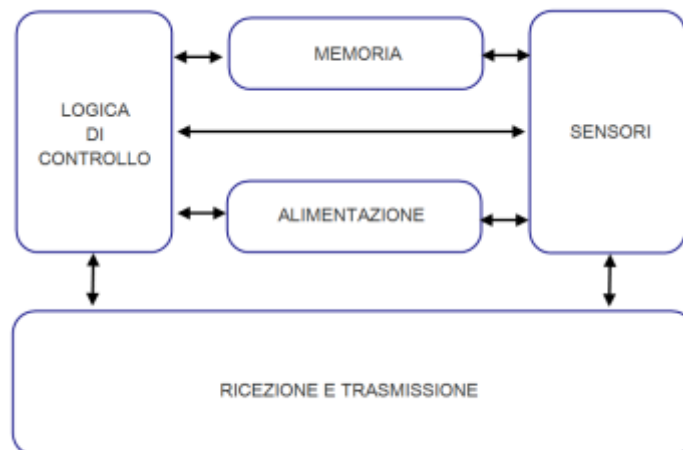 MEMORIA
LOGICA
DI
CONTROLLO
SENSORI
ALIMENTAZIONE
RICEZIONE E TRASMISSIONE